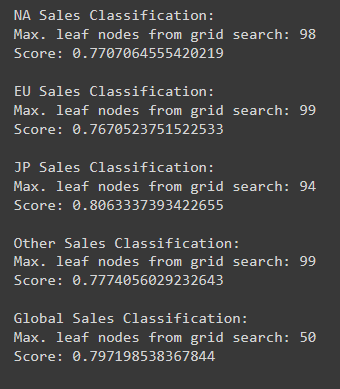 NA Sales Classification:
Max. leaf nodes from grid search: 98
Score: 0.7707064555420219
EU Sales Classification:
Max. leaf nodes from grid search: 99
Score: 0.7670523751522533
JP Sales Classification:
Max. leaf nodes from grid search: 94
Score: 0.8063337393422655
Other Sales Classification:
Max. leaf nodes from grid search: 99
Score: 0.7774056029232643
Global Sales Classification:
Max. leaf nodes from grid search: 50
Score: 0.797198538367844